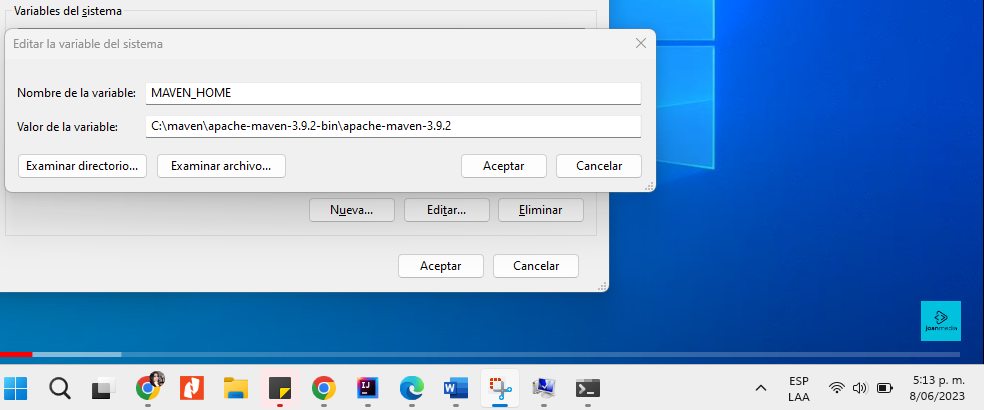 Variables del sistema
Editar la variable del sistema
Nombre de la variable: MAVEN_HOME
Valor de la variable: C:\maven\apache-maven-3.9.2-bin\apache-maven-3.9.2
Examinar directorio... Examinar archivo... Aceptar Cancelar
Nueva... Editar... Eliminar
Aceptar Cancelar
joanmedia
ESP 5:13 p. m.
LAA 8/06/2023